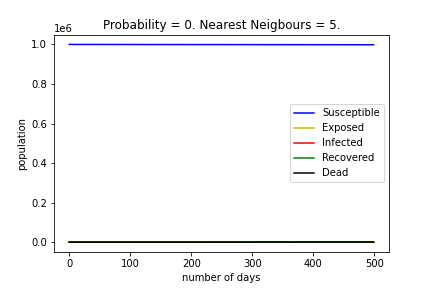 Probability = 0. Nearest Neigbours = 5.
1e6
1.0
0.8
0.6
0.4
0.2
0.0
population
Susceptible
Exposed
Infected
Recovered
Dead
0 100 200 300 400 500
number of days